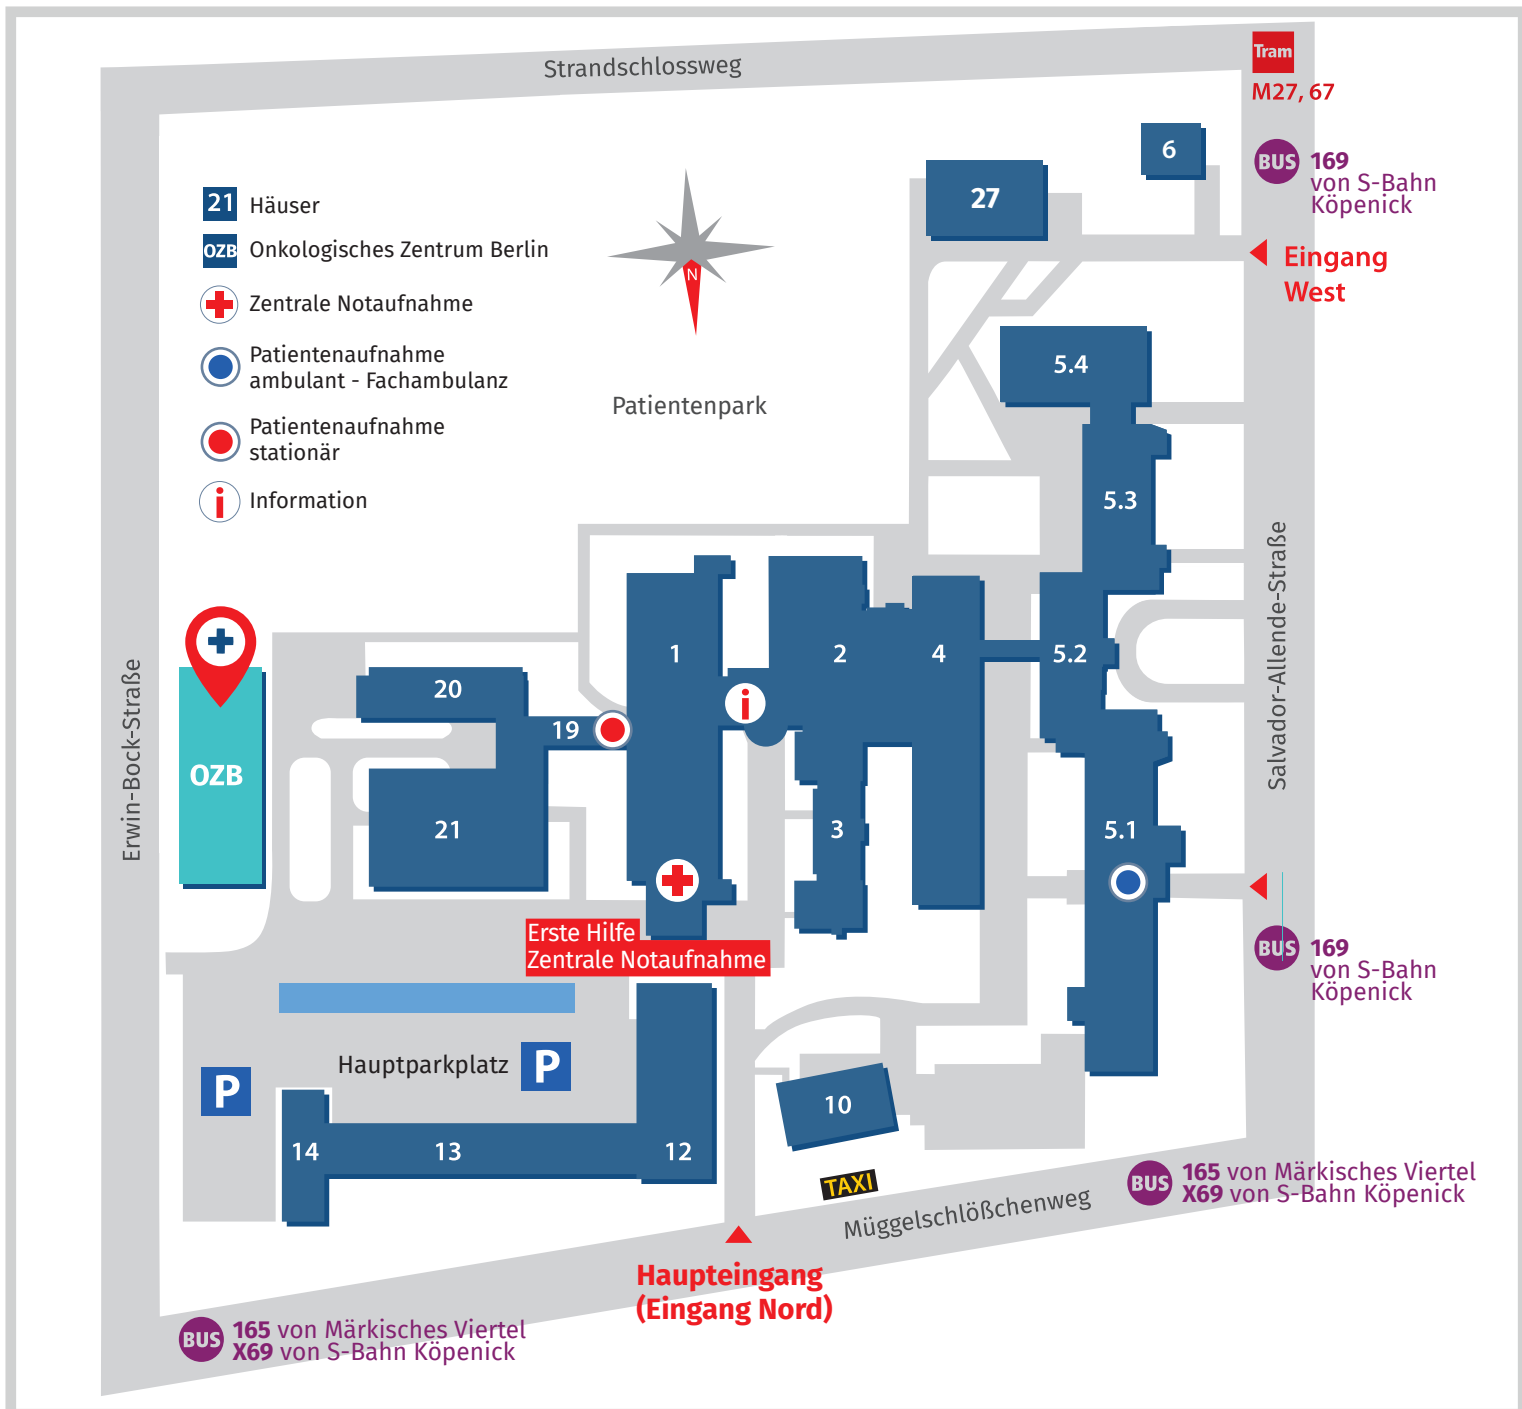 Strandschlossweg
Tram
M27, 67
BUS 169
von S-Bahn
Köpenick
Eingang
West
21 Häuser
OZB Onkologisches Zentrum Berlin
Zentrale Notaufnahme
Patientenaufnahme
ambulant - Fachambulanz
Patientenaufnahme
stationär
i Information
N
Patientenpark
6
27
5.4
5.3
5.2
5.1
1
2
4
3
i
20
19
21
OZB
Erwin-Bock-Straße
Salvador-Allende-Straße
Erste Hilfe
Zentrale Notaufnahme
BUS 169
von S-Bahn
Köpenick
Hauptparkplatz P
P
14
13
12
10
TAXI
Müggelschlößchenweg
BUS 165 von Märkisches Viertel
X69 von S-Bahn Köpenick
Haupteingang
(Eingang Nord)
BUS 165 von Märkisches Viertel
X69 von S-Bahn Köpenick